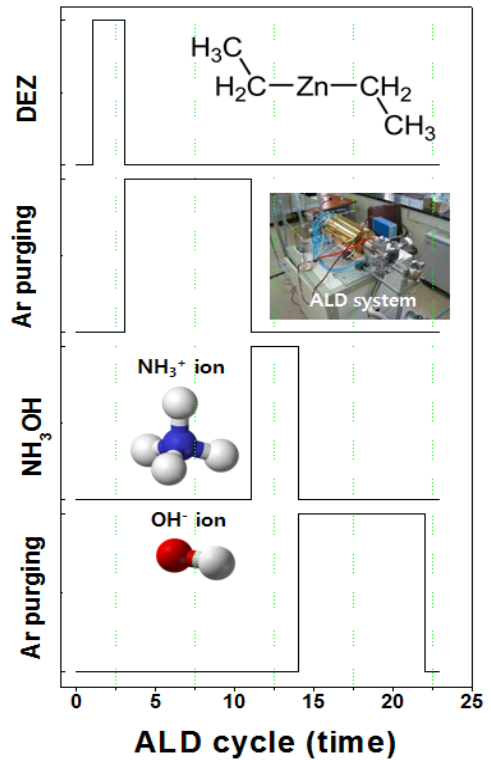 DEZ
H₃C
H₂C—C—Zn—CH₂
CH₃
Ar purging
ALD system
NH₃OH
NH₃⁺ ion
Ar purging
OH⁻ ion
0 5 10 15 20 25
ALD cycle (time)